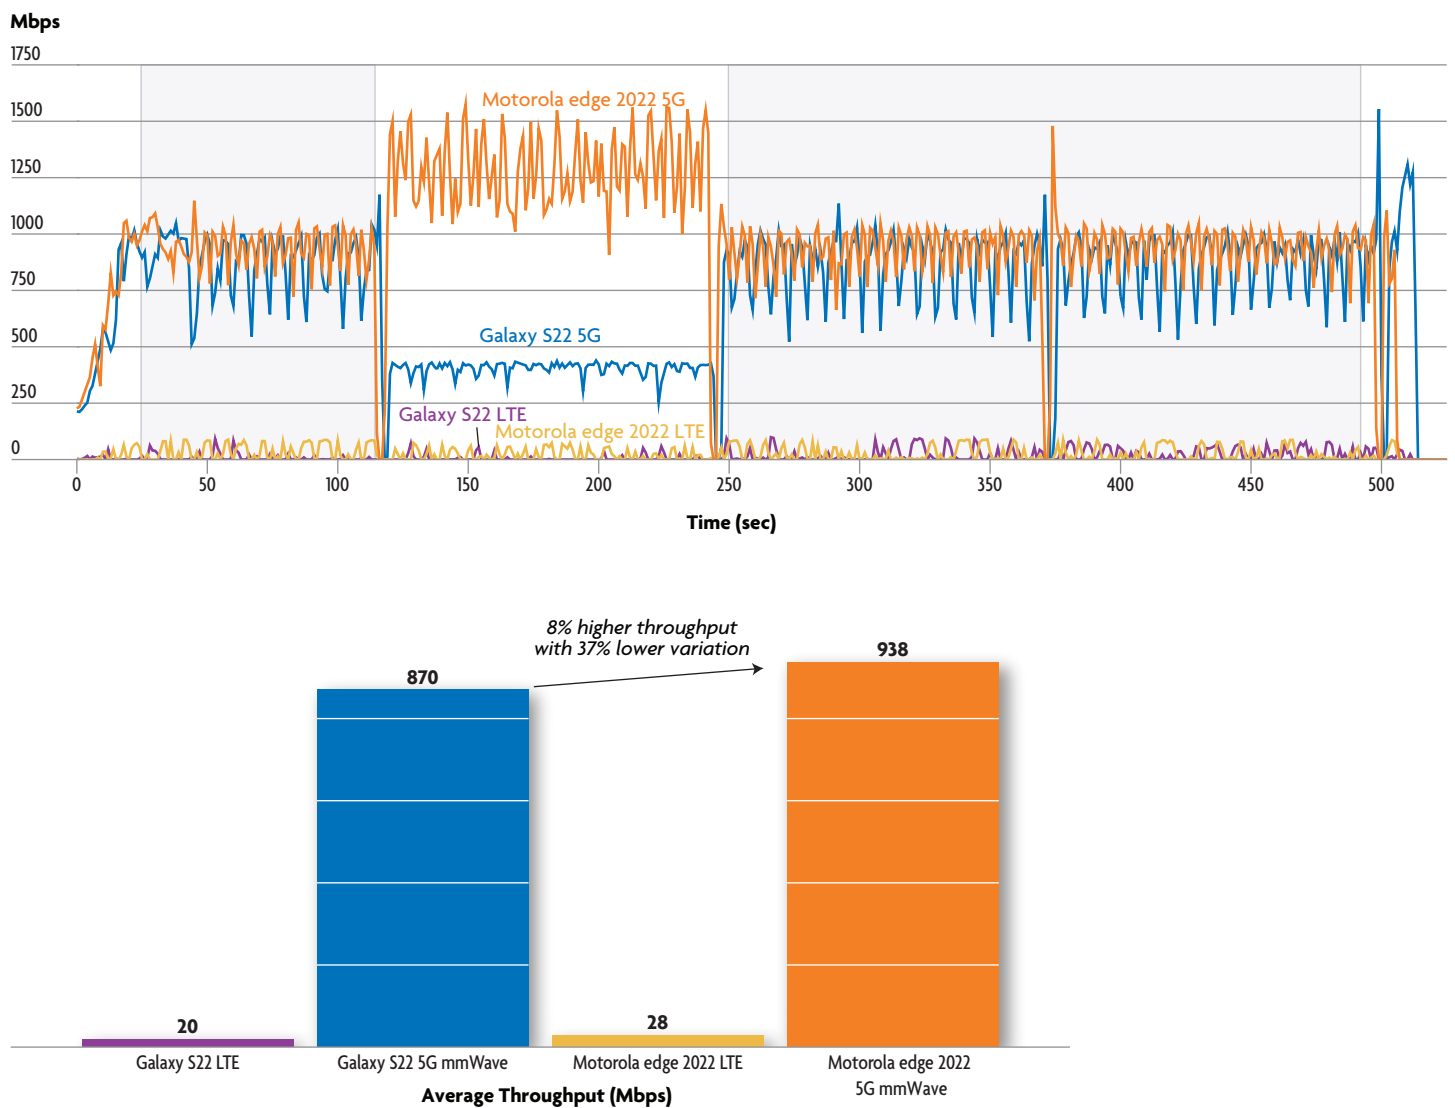 Mbps
1750
1500
1250
1000
750
500
250
0
Motorola edge 2022 5G
Galaxy S22 5G
Galaxy S22 LTE
Motorola edge 2022 LTE
0 50 100 150 200 250 300 350 400 450 500
Time (sec)
8% higher throughput
with 37% lower variation
20
870
28
938
Galaxy S22 LTE
Galaxy S22 5G mmWave
Motorola edge 2022 LTE
Motorola edge 2022
5G mmWave
Average Throughput (Mbps)